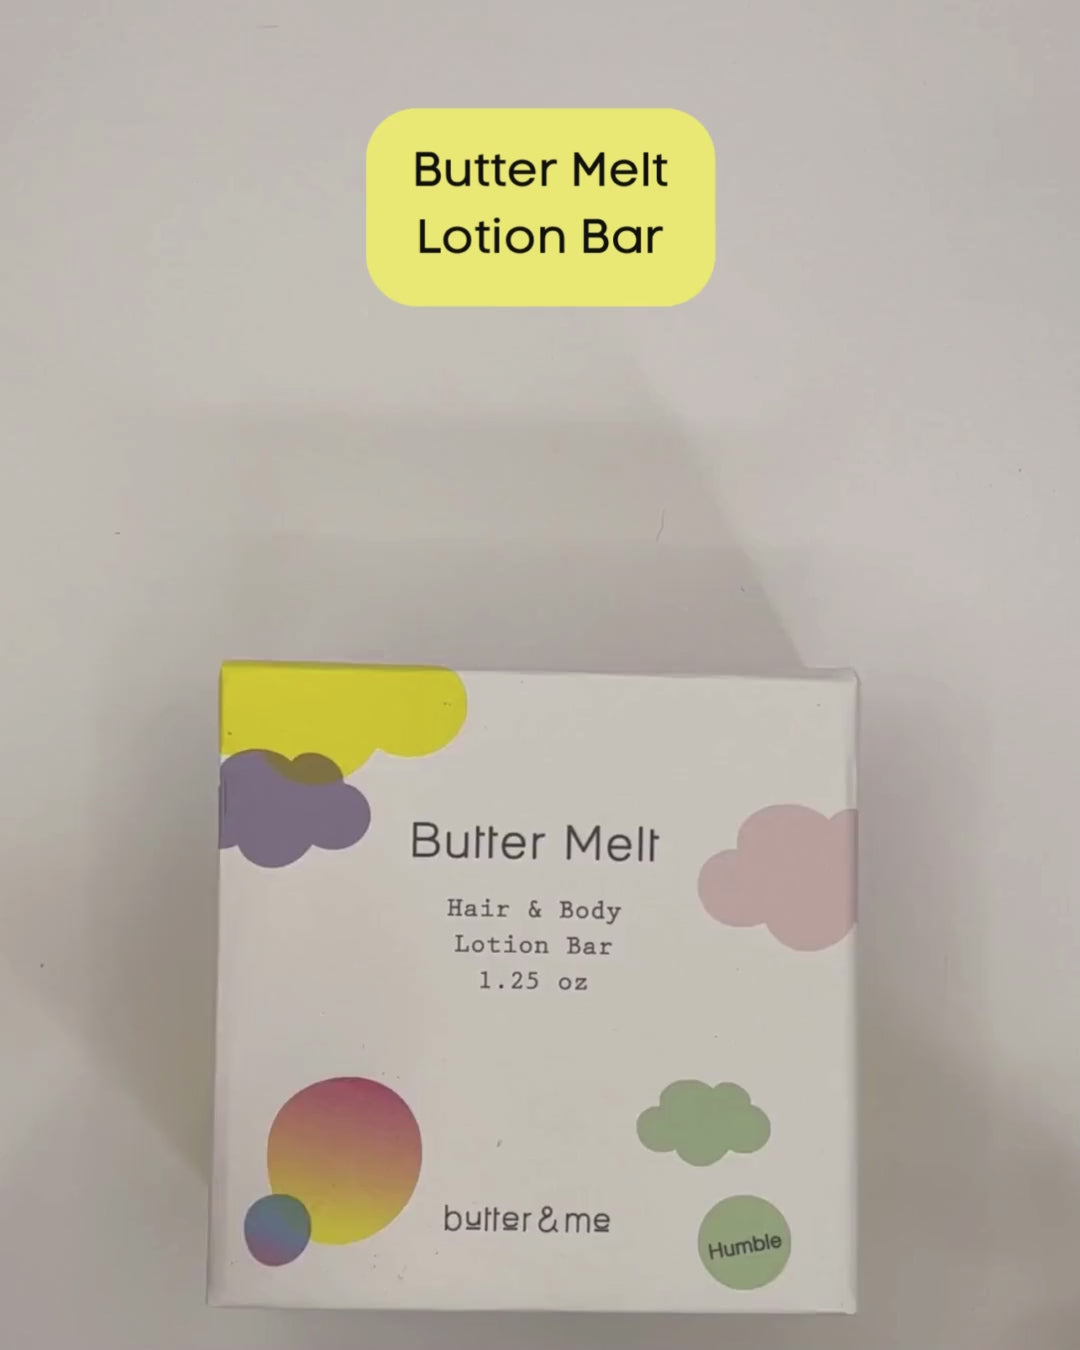 Butter Melt
Lotion Bar
Butter Melt
Hair & Body
Lotion Bar
1.25 oz
butter & me
Humble